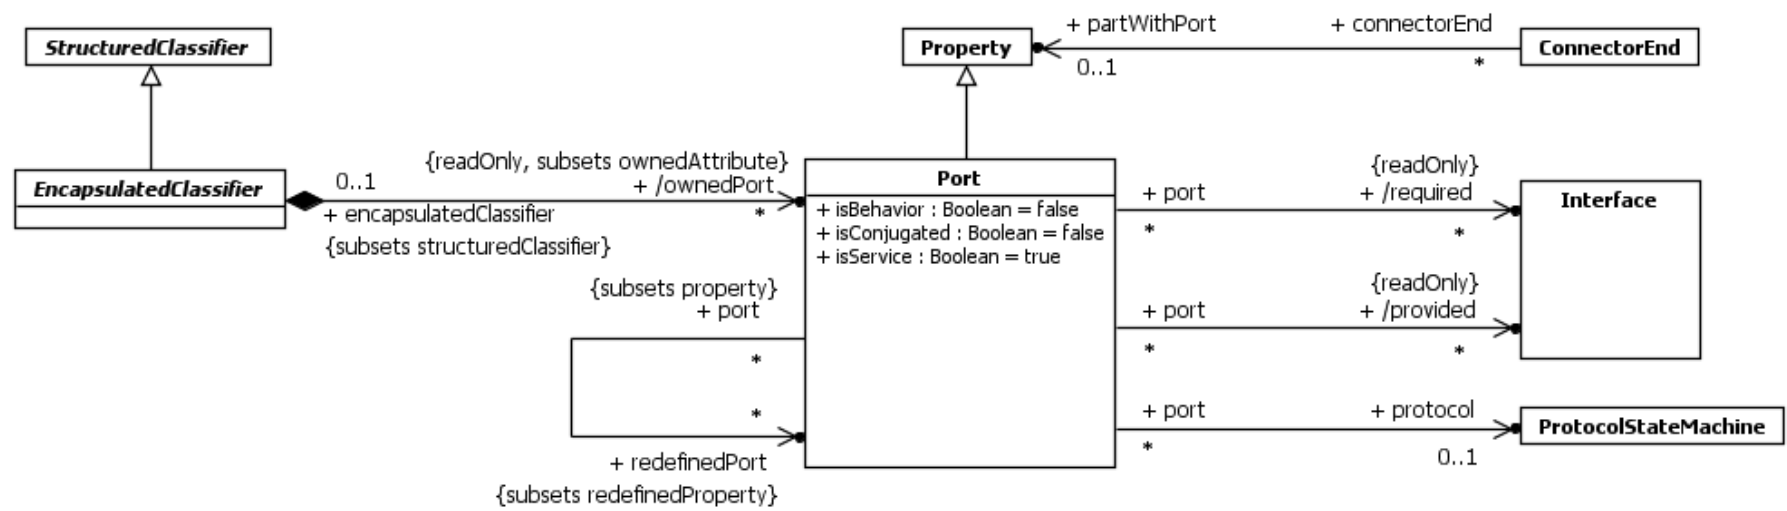 StructuredClassifier
Property
+ partWithPort
+ connectorEnd
0..1
*
ConnectorEnd
EncapsulatedClassifier
0..1
+ encapsulatedClassifier
{subsets structuredClassifier}
{readOnly, subsets ownedAttribute}
+ /ownedPort
*
Port
+ isBehavior : Boolean = false
+ isConjugated : Boolean = false
+ isService : Boolean = true
+ port
*
{readOnly}
+ /required
*
Interface
{subsets property}
+ port
*
*
+ redefinedPort
{subsets redefinedProperty}
+ port
*
{readOnly}
+ /provided
*
+ port
*
+ protocol
0..1
ProtocolStateMachine